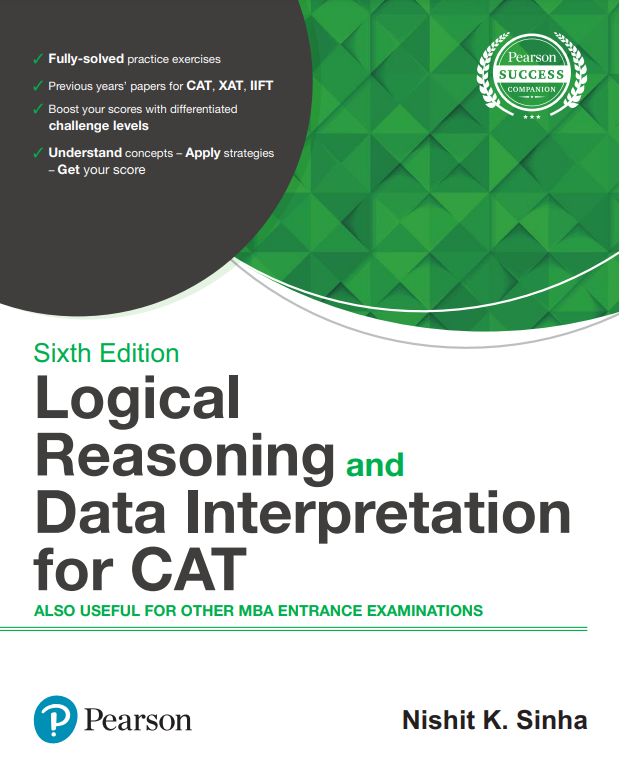 ✓ Fully-solved practice exercises
✓ Previous years' papers for CAT, XAT, IIFT
✓ Boost your scores with differentiated
challenge levels
✓ Understand concepts – Apply strategies
– Get your score
Pearson
SUCCESS
COMPANION
Sixth Edition
Logical
Reasoning and
Data Interpretation
for CAT
ALSO USEFUL FOR OTHER MBA ENTRANCE EXAMINATIONS
P Pearson
Nishit K. Sinha